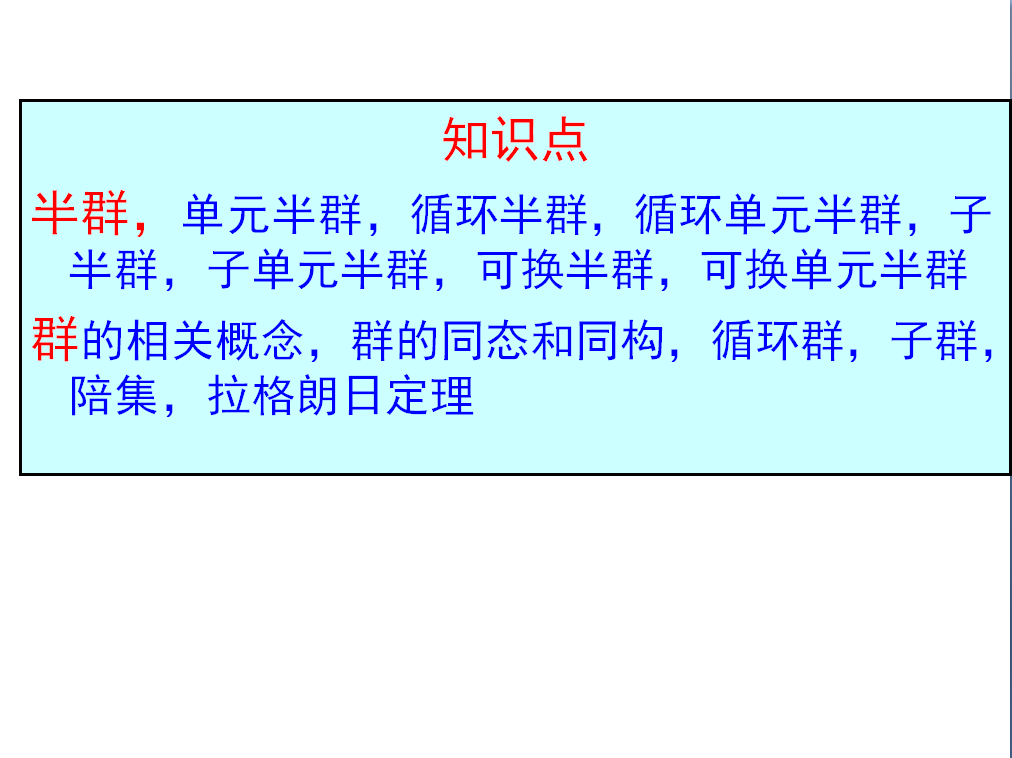 知识点
半群，单元半群，循环半群，循环单元半群，子
半群，子单元半群，可换半群，可换单元半群
群的相关概念，群的同态和同构，循环群，子群，
陪集，拉格朗日定理